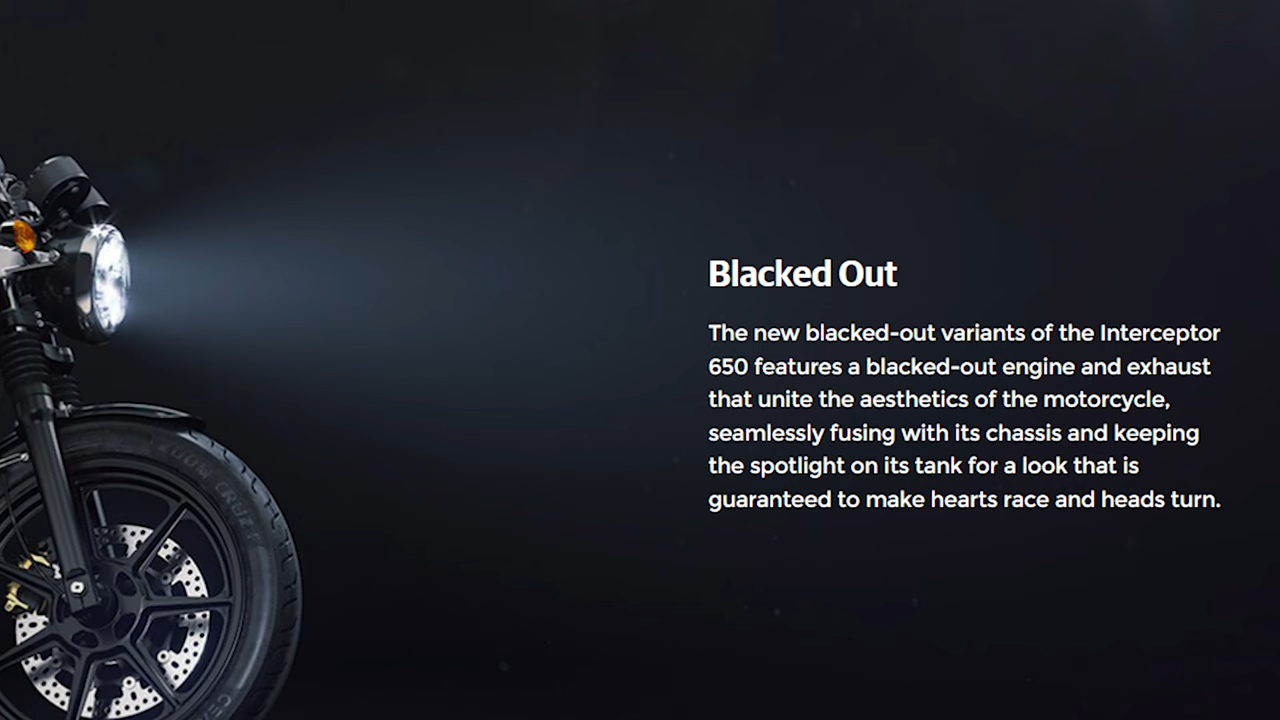 Blacked Out
The new blacked-out variants of the Interceptor
650 features a blacked-out engine and exhaust
that unite the aesthetics of the motorcycle,
seamlessly fusing with its chassis and keeping
the spotlight on its tank for a look that is
guaranteed to make hearts race and heads turn.
ZOOM CRUZ